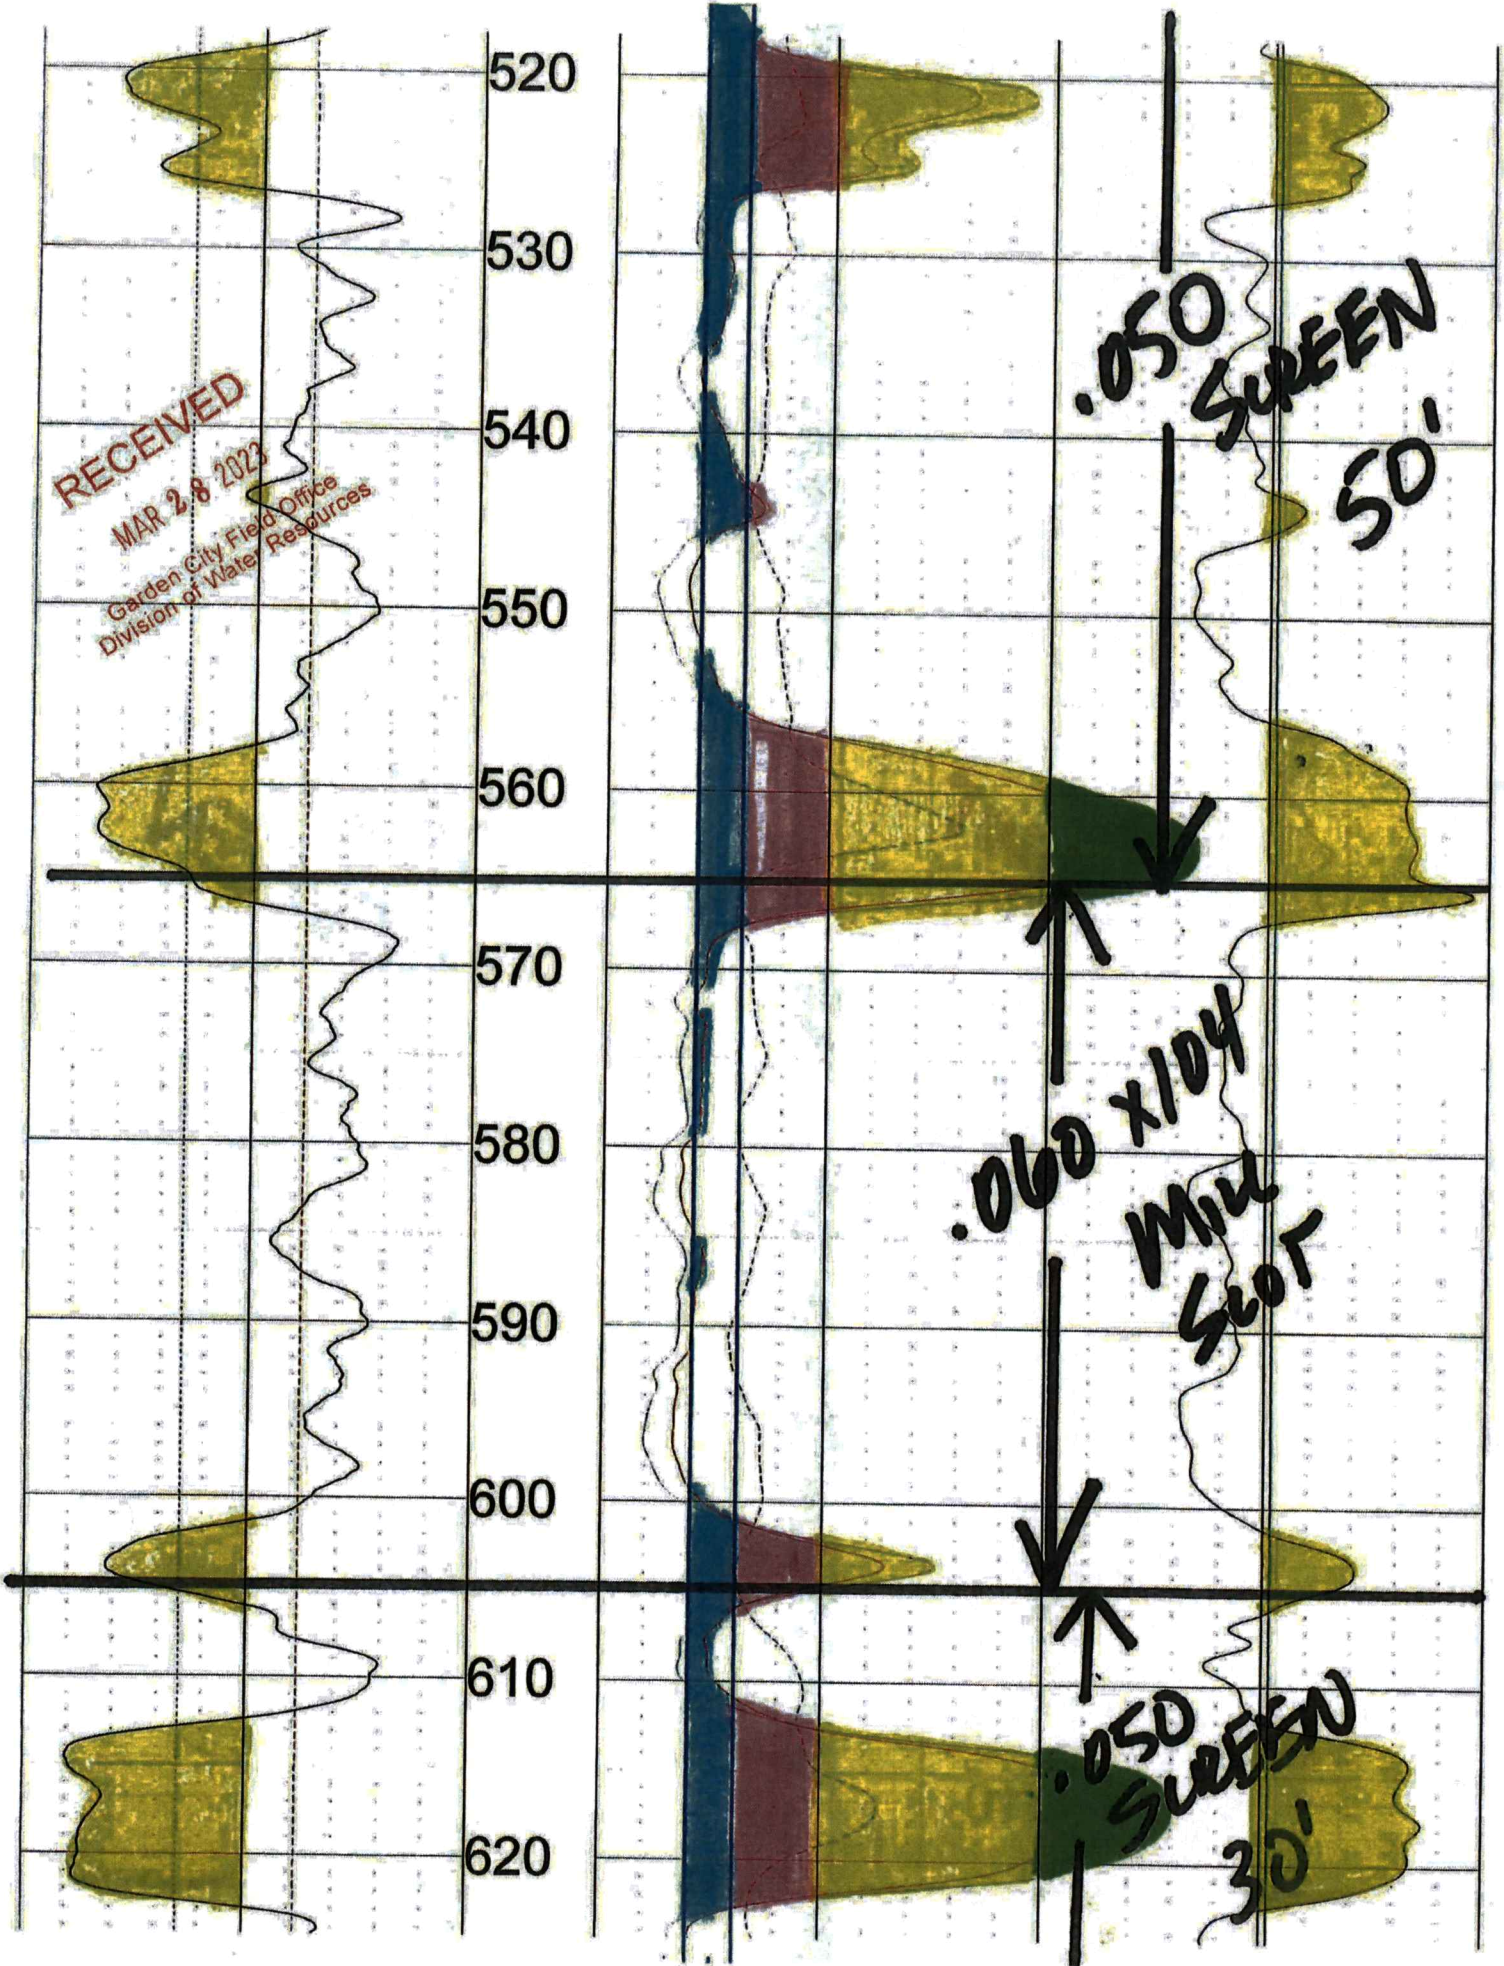 520
530
540
550
560
570
580
590
600
610
620
RECEIVED
MAR 28 2023
Garden City Field Office
Division of Water Resources
.050
SCREEN
50'
.060 x104
Mill
SLOT
.050
SCREEN
30'